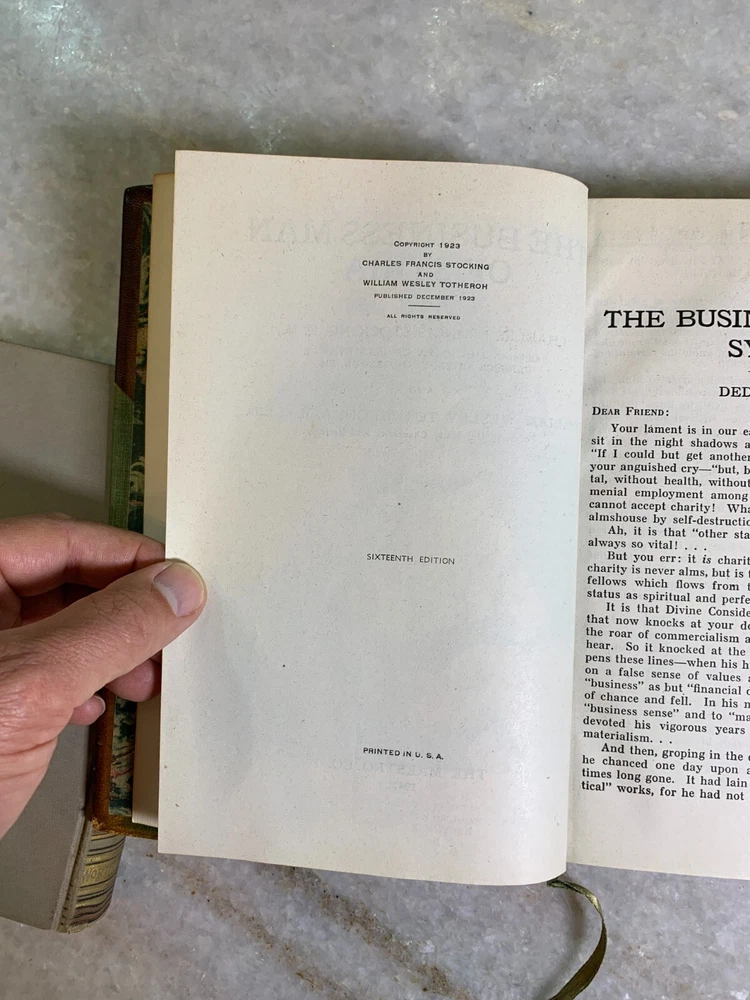 COPYRIGHT 1923
BY
CHARLES FRANCIS STOCKING
AND
WILLIAM WESLEY TOTHEROH
PUBLISHED DECEMBER 1923
ALL RIGHTS RESERVED
SIXTEENTH EDITION
PRINTED IN U. S. A.
THE BUSIN
SY
DED
DEAR FRIEND:
Your lament is in our ea
sit in the night shadows a
"If I could but get another
your anguished cry—"but, b
tal, without health, without
menial employment among
cannot accept charity! Wha
almshouse by self-destructio
Ah, it is that "other sta
always so vital! . . .
But you err: it is charit
charity is never alms, but is t
fellows which flows from t
status as spiritual and perfe
It is that Divine Conside
that now knocks at your do
the roar of commercialism a
hear. So it knocked at the
pens these lines—when his h
on a false sense of values a
"business" as but "financial d
of chance and fell. In his m
"business sense" and to "ma
devoted his vigorous years
materialism. . .
And then, groping in the d
he chanced one day upon a
times long gone. It had lain
tical" works, for he had not